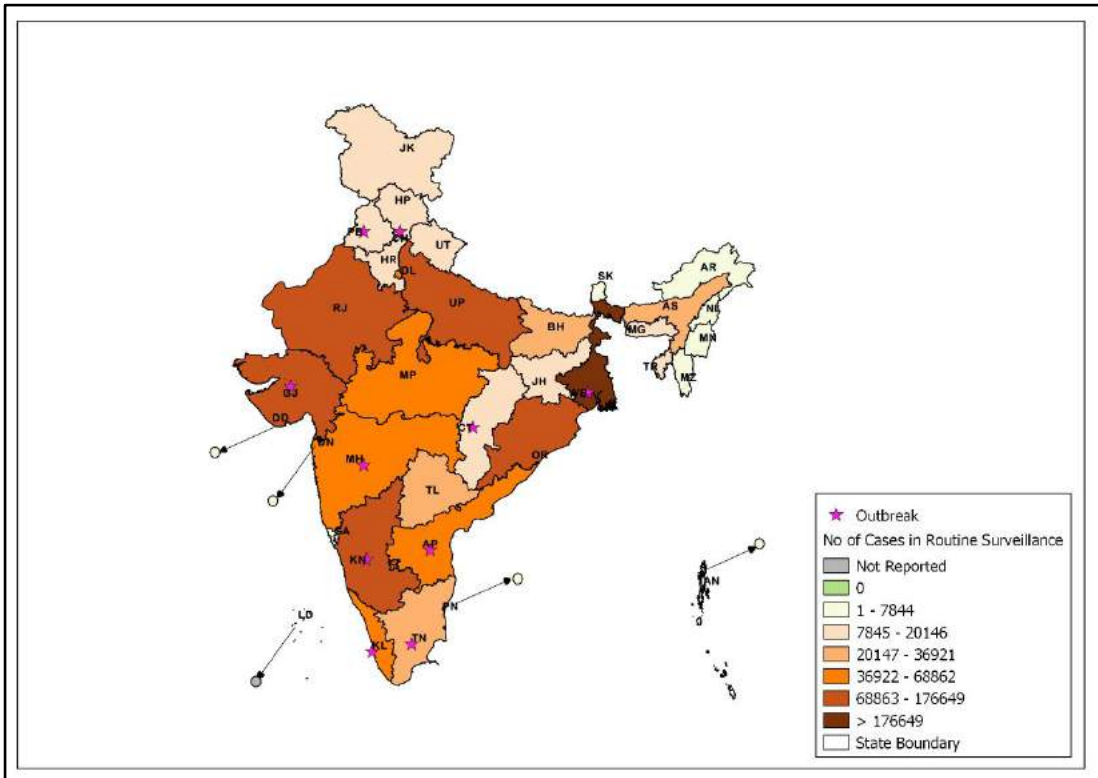 JK
HP
PB
CH
UT
HR
DL
RJ
UP
SK
AR
AS
NL
BH
MG
MN
TR
MZ
MP
JH
GJ
WB
DD
CT
DN
OR
MH
TL
GA
AP
KN
PN
AN
LD
KL
TN
Outbreak
No of Cases in Routine Surveillance
Not Reported
0
1 - 7844
7845 - 20146
20147 - 36921
36922 - 68862
68863 - 176649
> 176649
State Boundary